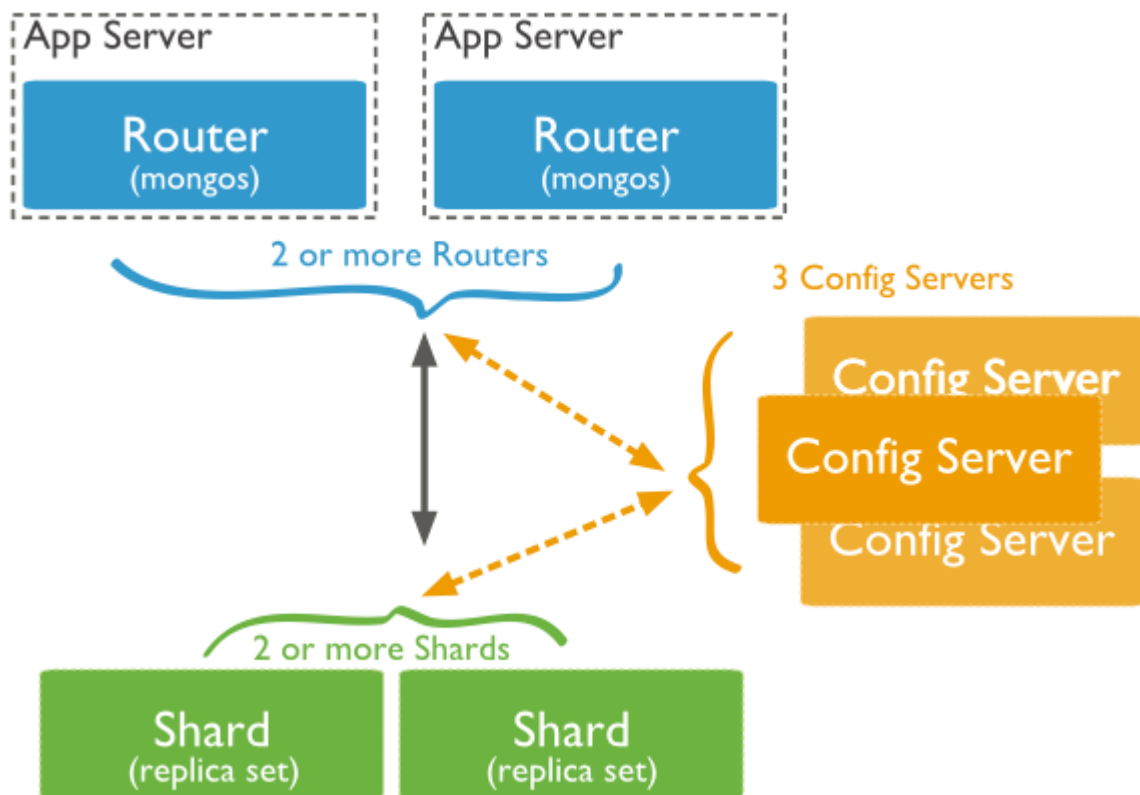 App Server
Router
(mongos)
App Server
Router
(mongos)
2 or more Routers
3 Config Servers
Config Server
Config Server
Config Server
2 or more Shards
Shard
(replica set)
Shard
(replica set)